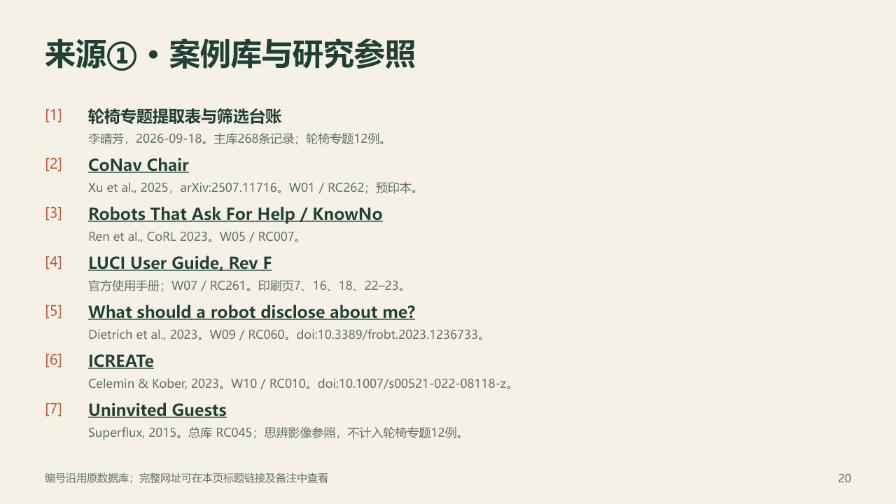 来源① • 案例库与研究参照
[1] 轮椅专题提取表与筛选台账
李晴芳，2026-09-18。主库268条记录；轮椅专题12例。
[2] CoNav Chair
Xu et al., 2025，arXiv:2507.11716。W01 / RC262；预印本。
[3] Robots That Ask For Help / KnowNo
Ren et al., CoRL 2023。W05 / RC007。
[4] LUCI User Guide, Rev F
官方使用手册；W07 / RC261。印刷页7、16、18、22–23。
[5] What should a robot disclose about me?
Dietrich et al., 2023。W09 / RC060。doi:10.3389/frobt.2023.1236733。
[6] ICREATe
Celemin & Kober, 2023。W10 / RC010。doi:10.1007/s00521-022-08118-z。
[7] Uninvited Guests
Superflux, 2015。总库 RC045；思辨影像参照，不计入轮椅专题12例。
编号沿用原数据库；完整网址可在本页标题链接及备注中查看
20